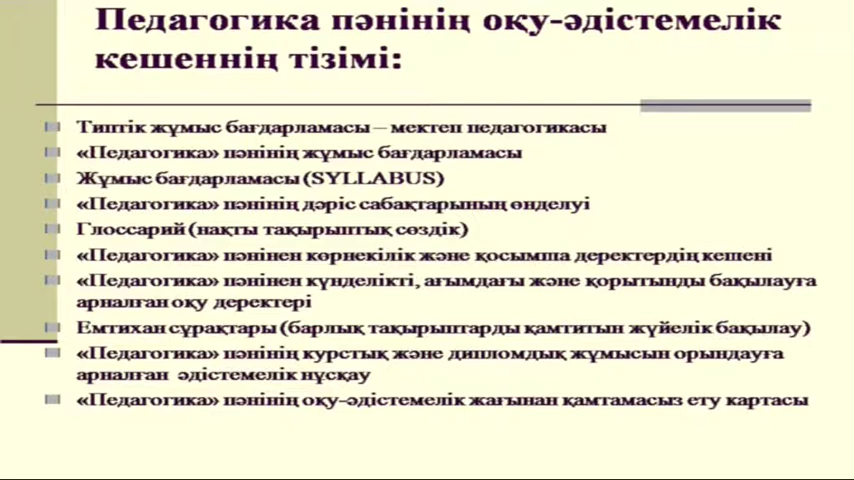 Педагогика пәнінің оқу-әдістемелік
кешеннің тізімі:
Типтік жұмыс бағдарламасы – мектеп педагогикасы
«Педагогика» пәнінің жұмыс бағдарламасы
Жұмыс бағдарламасы (SYLLABUS)
«Педагогика» пәнінің дәріс сабақтарының өнделуі
Глоссарий (нақты тақырыптық сөздік)
«Педагогика» пәнінен көрнекілік және қосымша деректердің кешені
«Педагогика» пәнінен күнделікті, ағымдағы және қорытынды бақылауға
арналған оқу деректері
Емтихан сұрақтары (барлық тақырыптарды қамтитын жүйелік бақылау)
«Педагогика» пәнінің курстық және дипломдық жұмысын орындауға
арналған әдістемелік нұсқау
«Педагогика» пәнінің оқу-әдістемелік жағынан қамтамасыз ету картасы